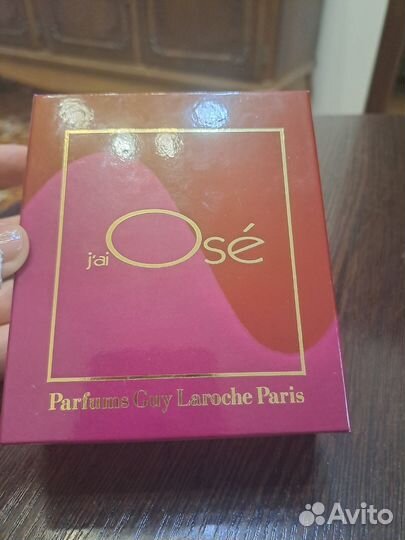 j'ai Osé
Parfums Guy Laroche Paris
Avito